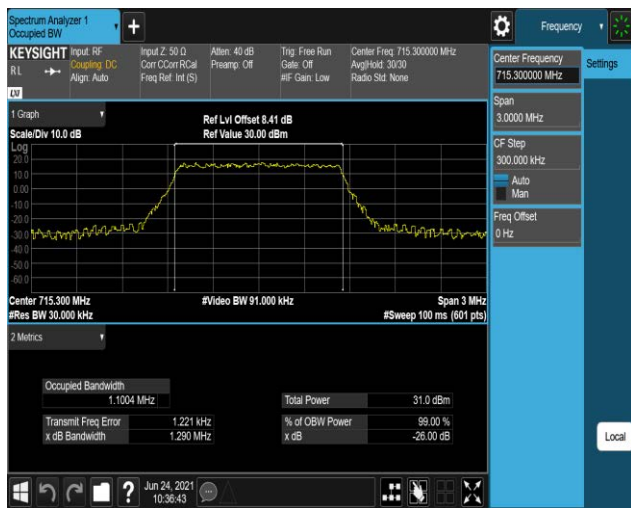 Spectrum Analyzer 1
Occupied BW
+
Frequency
KEYSIGHT
RL
LXI
Input: RF
Coupling: DC
Align: Auto
Input Z: 50 Ω
Corr CCorr RCal
Freq Ref: Int (S)
Atten: 40 dB
Preamp: Off
Trig: Free Run
Gate: Off
#IF Gain: Low
Center Freq: 715.300000 MHz
Avg|Hold: 30/30
Radio Std: None
Center Frequency
715.300000 MHz
Settings
Span
3.0000 MHz
CF Step
300.000 kHz
Auto
Man
Freq Offset
0 Hz
Local
1 Graph
Scale/Div 10.0 dB
Ref Lvl Offset 8.41 dB
Ref Value 30.00 dBm
Log
20.0
10.0
0.00
-10.0
-20.0
-30.0
-40.0
-50.0
-60.0
Center 715.300 MHz
#Res BW 30.000 kHz
#Video BW 91.000 kHz
Span 3 MHz
#Sweep 100 ms (601 pts)
2 Metrics
Occupied Bandwidth
1.1004 MHz
Total Power 31.0 dBm
Transmit Freq Error 1.221 kHz
% of OBW Power 99.00 %
x dB Bandwidth 1.290 MHz
x dB -26.00 dB
?
Jun 24, 2021
10:36:43